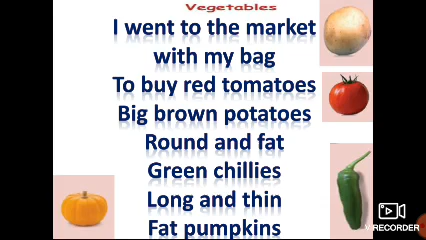 Vegetables
I went to the market
with my bag
To buy red tomatoes
Big brown potatoes
Round and fat
Green chillies
Long and thin
Fat pumpkins
V RECORDER